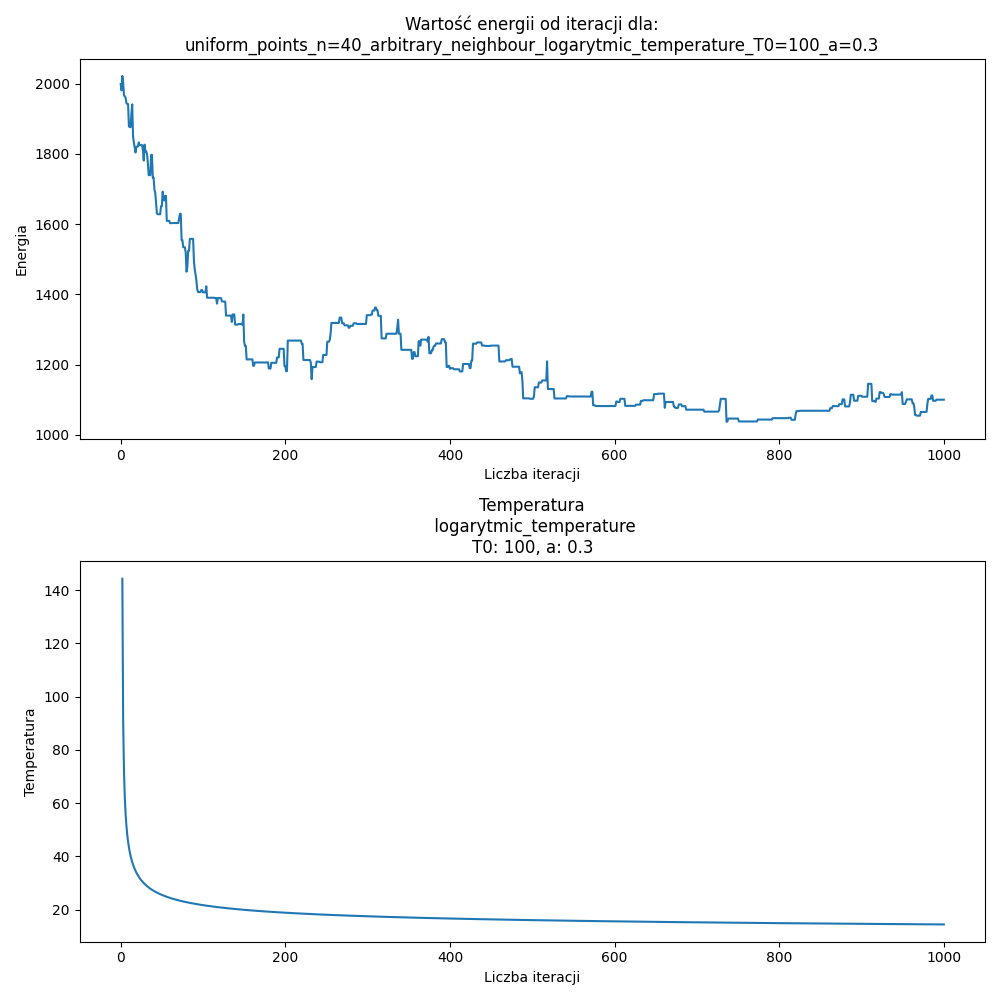 Wartość energii od iteracji dla:
uniform_points_n=40_arbitrary_neighbour_logarytmic_temperature_T0=100_a=0.3
2000
1800
1600
1400
1200
1000
Energia
0 200 400 600 800 1000
Liczba iteracji
Temperatura
logarytmic_temperature
T0: 100, a: 0.3
140
120
100
80
60
40
20
Temperatura
0 200 400 600 800 1000
Liczba iteracji